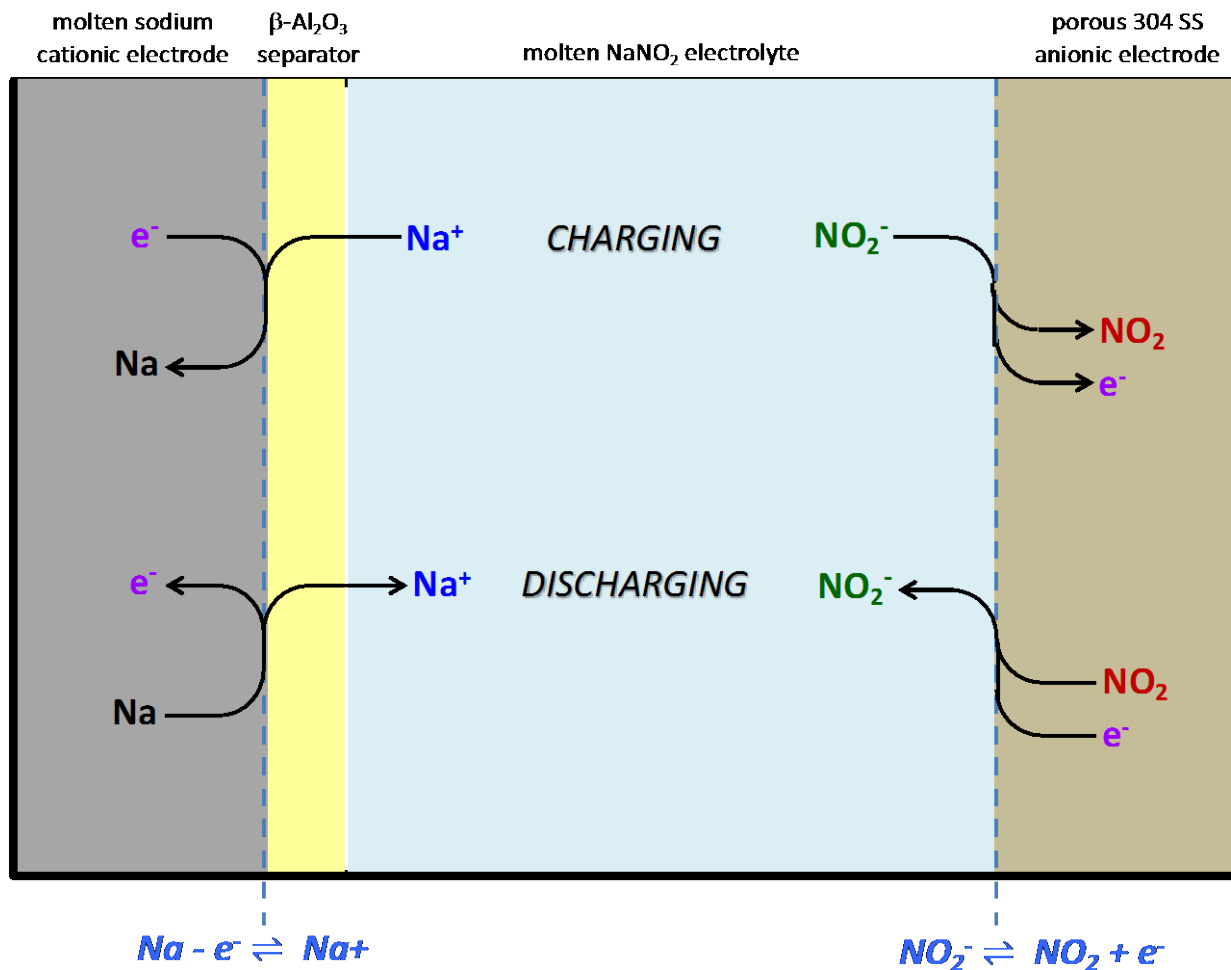 molten sodium
cationic electrode
β-Al₂O₃
separator
molten NaNO₂ electrolyte
porous 304 SS
anionic electrode
e⁻
Na⁺
CHARGING
NO₂⁻
NO₂
Na
e⁻
e⁻
Na⁺
DISCHARGING
NO₂⁻
NO₂
Na
e⁻
Na - e⁻ ⇌ Na+
NO₂⁻ ⇌ NO₂ + e⁻